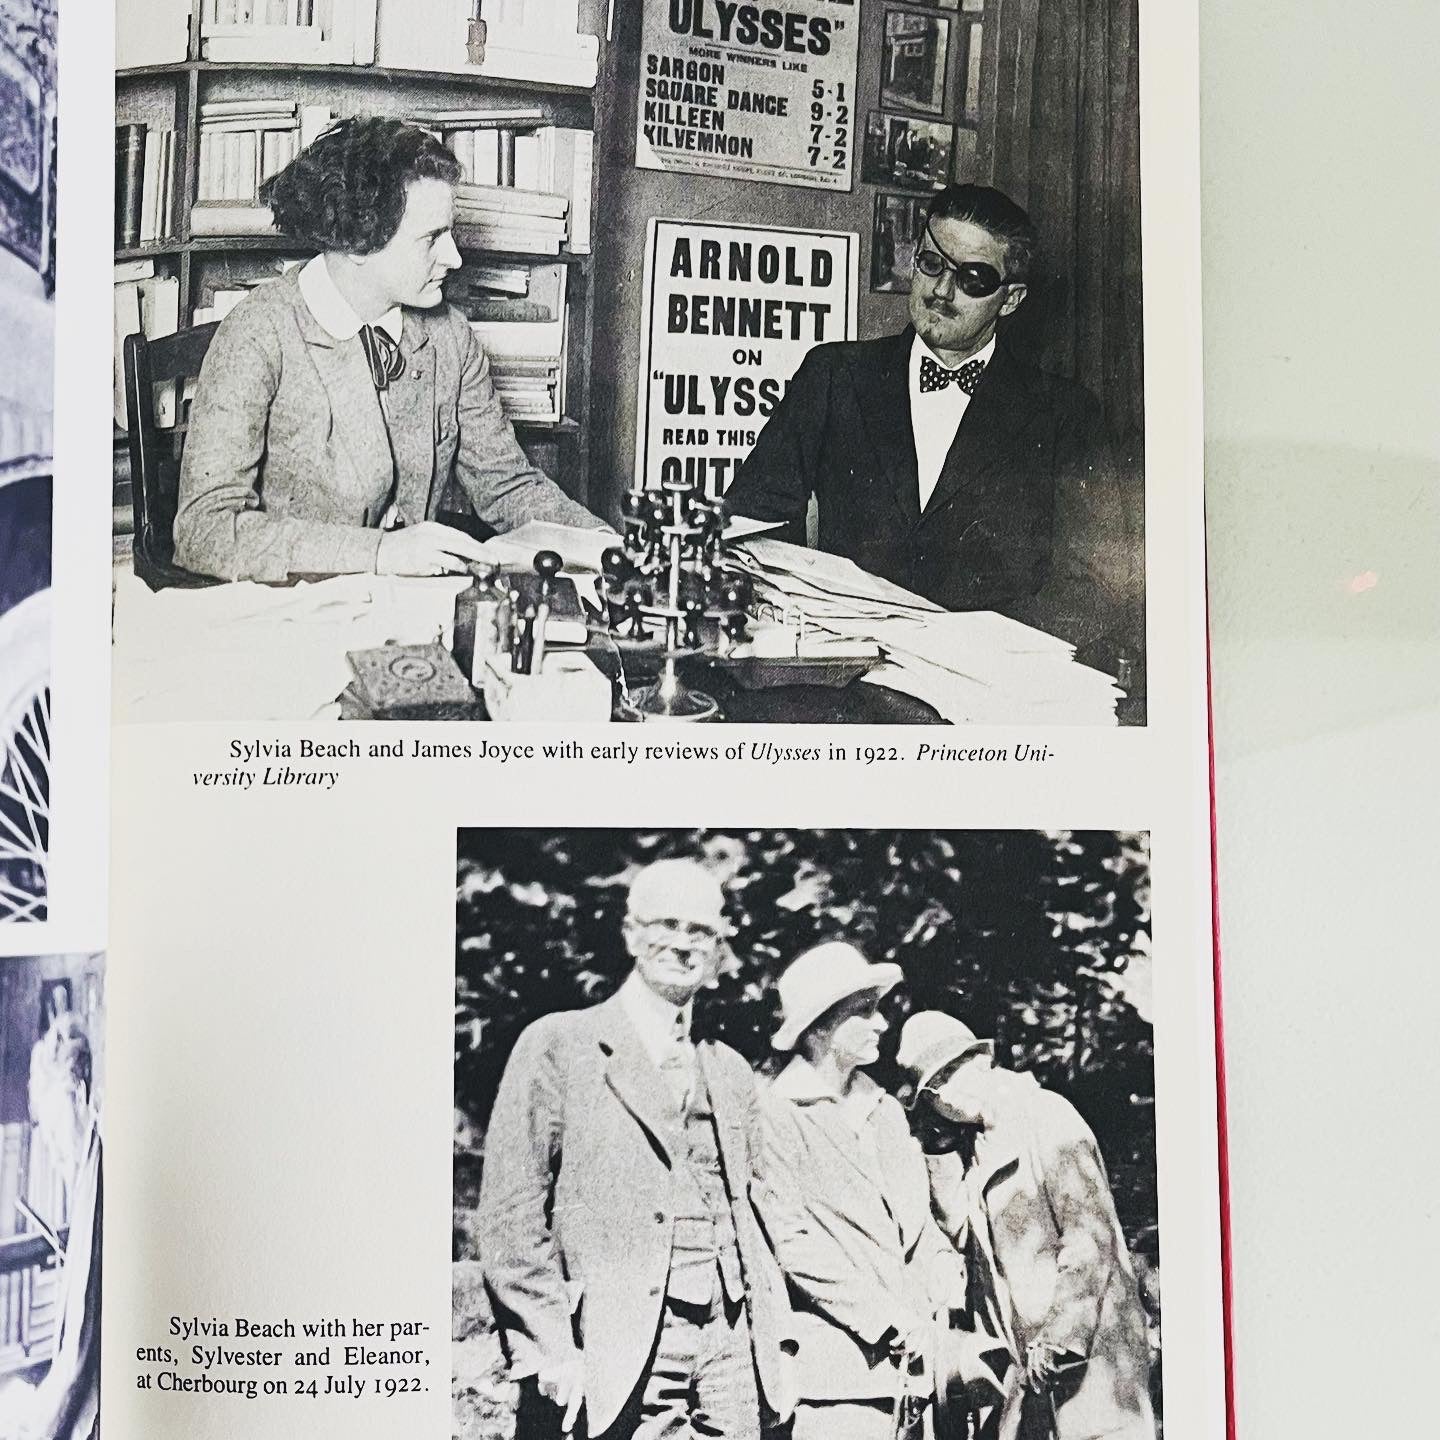 "ULYSSES"
MORE WINNERS LIKE
SARGON 5-1
SQUARE DANCE 9-2
KILLEEN 7-2
KILVEMNON 7-2
ARNOLD
BENNETT
ON
"ULYSS
READ THIS
OUT
Sylvia Beach and James Joyce with early reviews of Ulysses in 1922. Princeton Uni-
versity Library
Sylvia Beach with her par-
ents, Sylvester and Eleanor,
at Cherbourg on 24 July 1922.